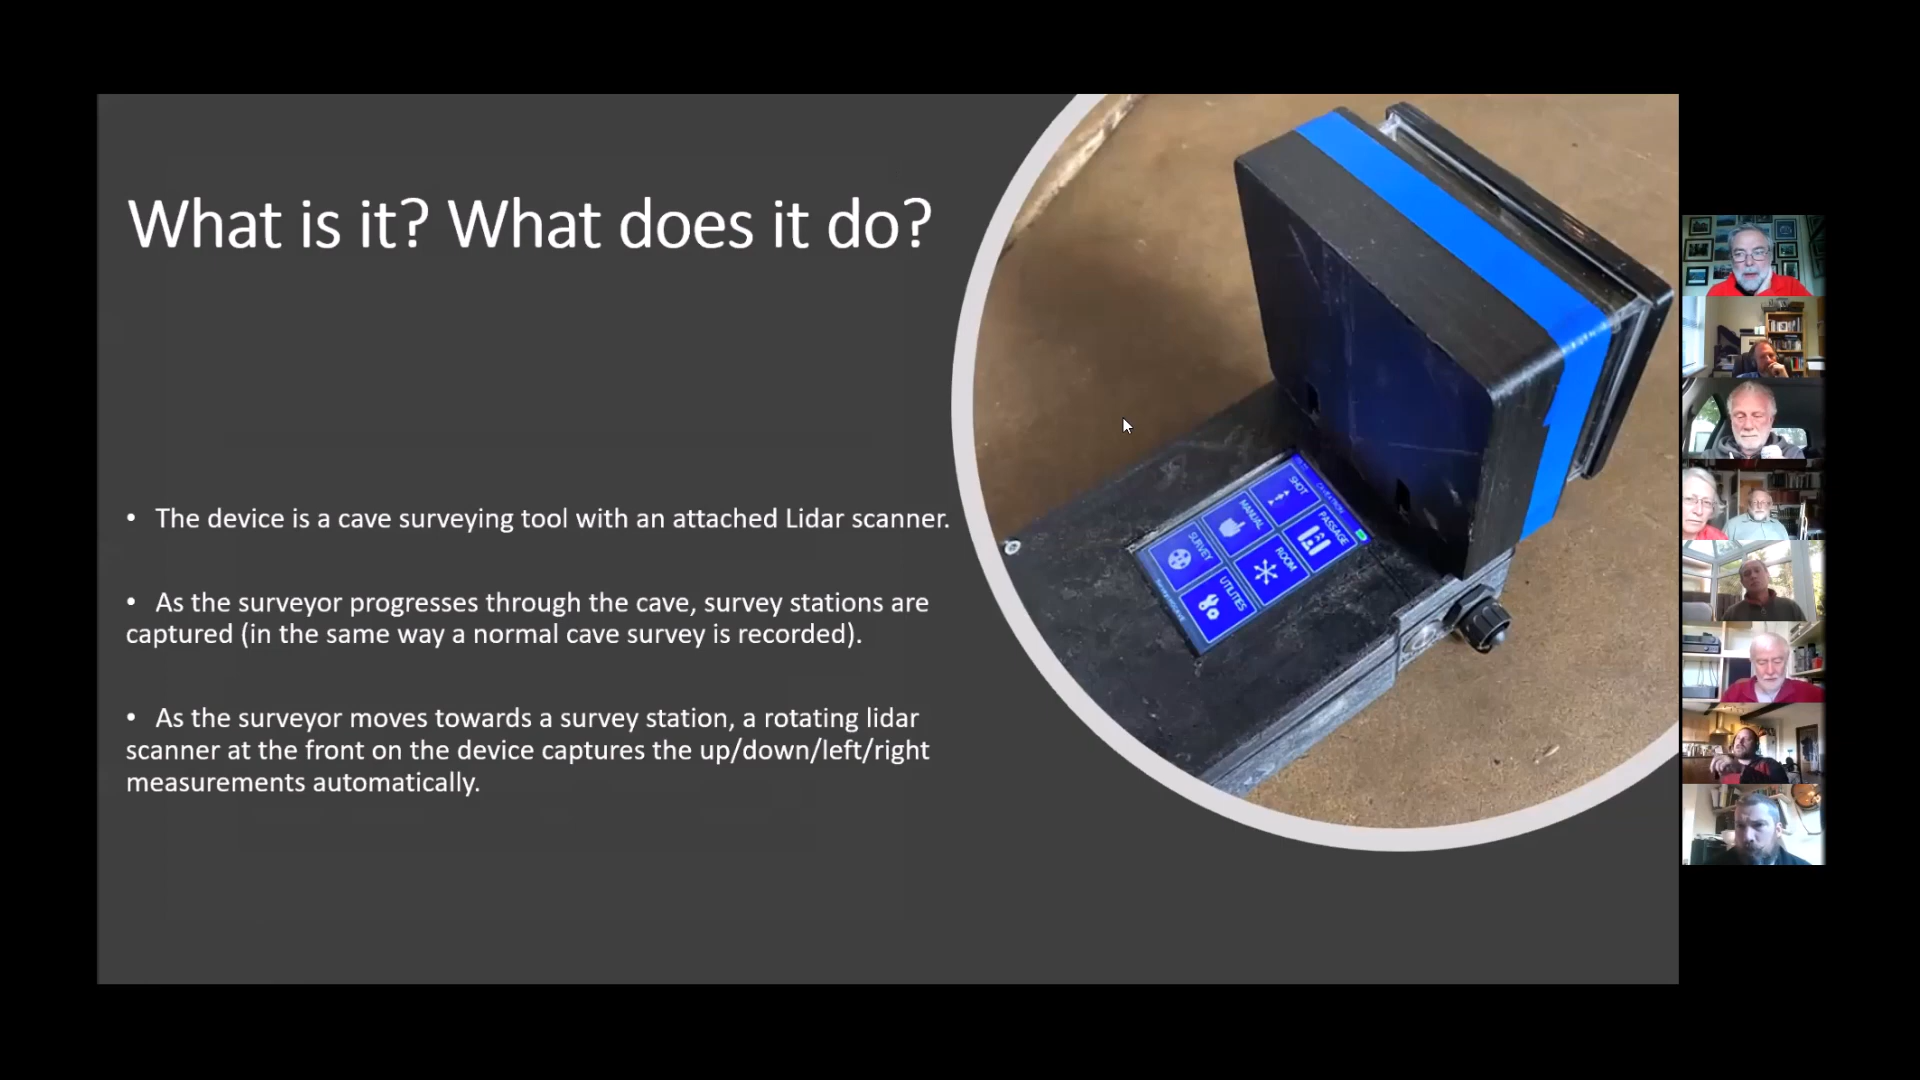 What is it? What does it do?
• The device is a cave surveying tool with an attached Lidar scanner.
• As the surveyor progresses through the cave, survey stations are
captured (in the same way a normal cave survey is recorded).
• As the surveyor moves towards a survey station, a rotating lidar
scanner at the front on the device captures the up/down/left/right
measurements automatically.
SHOT
PASSAGE
MANUAL
ROOM
SURVEY
UTILITIES